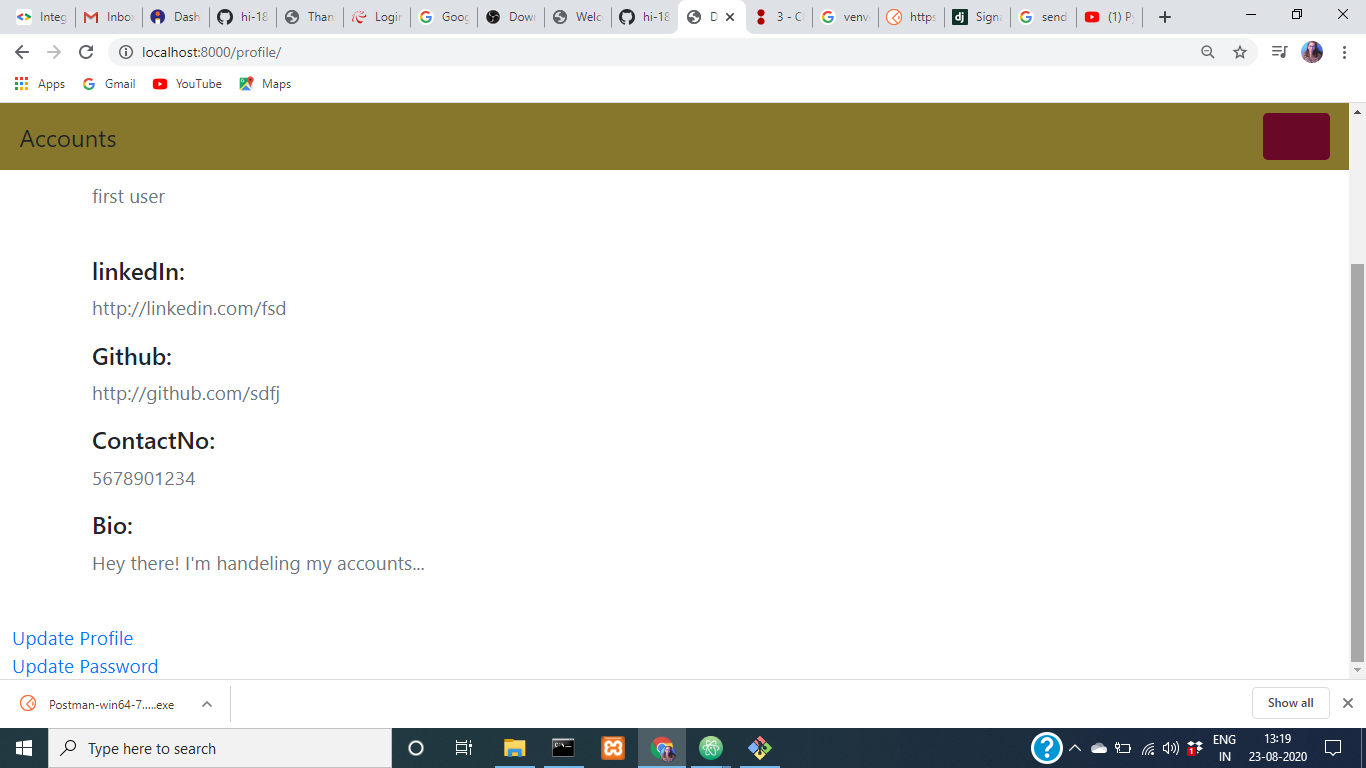 Integ
Inbo
Dash
hi-18
Than
Login
Goog
Dow
Welc
hi-18
D
3 - C
venv
https
Signa
send
(1) P
localhost:8000/profile/
Apps
Gmail
YouTube
Maps
Accounts
first user
linkedIn:
http://linkedin.com/fsd
Github:
http://github.com/sdfj
ContactNo:
5678901234
Bio:
Hey there! I'm handeling my accounts...
Update Profile
Update Password
Postman-win64-7.....exe
Show all
Type here to search
ENG
IN
13:19
23-08-2020